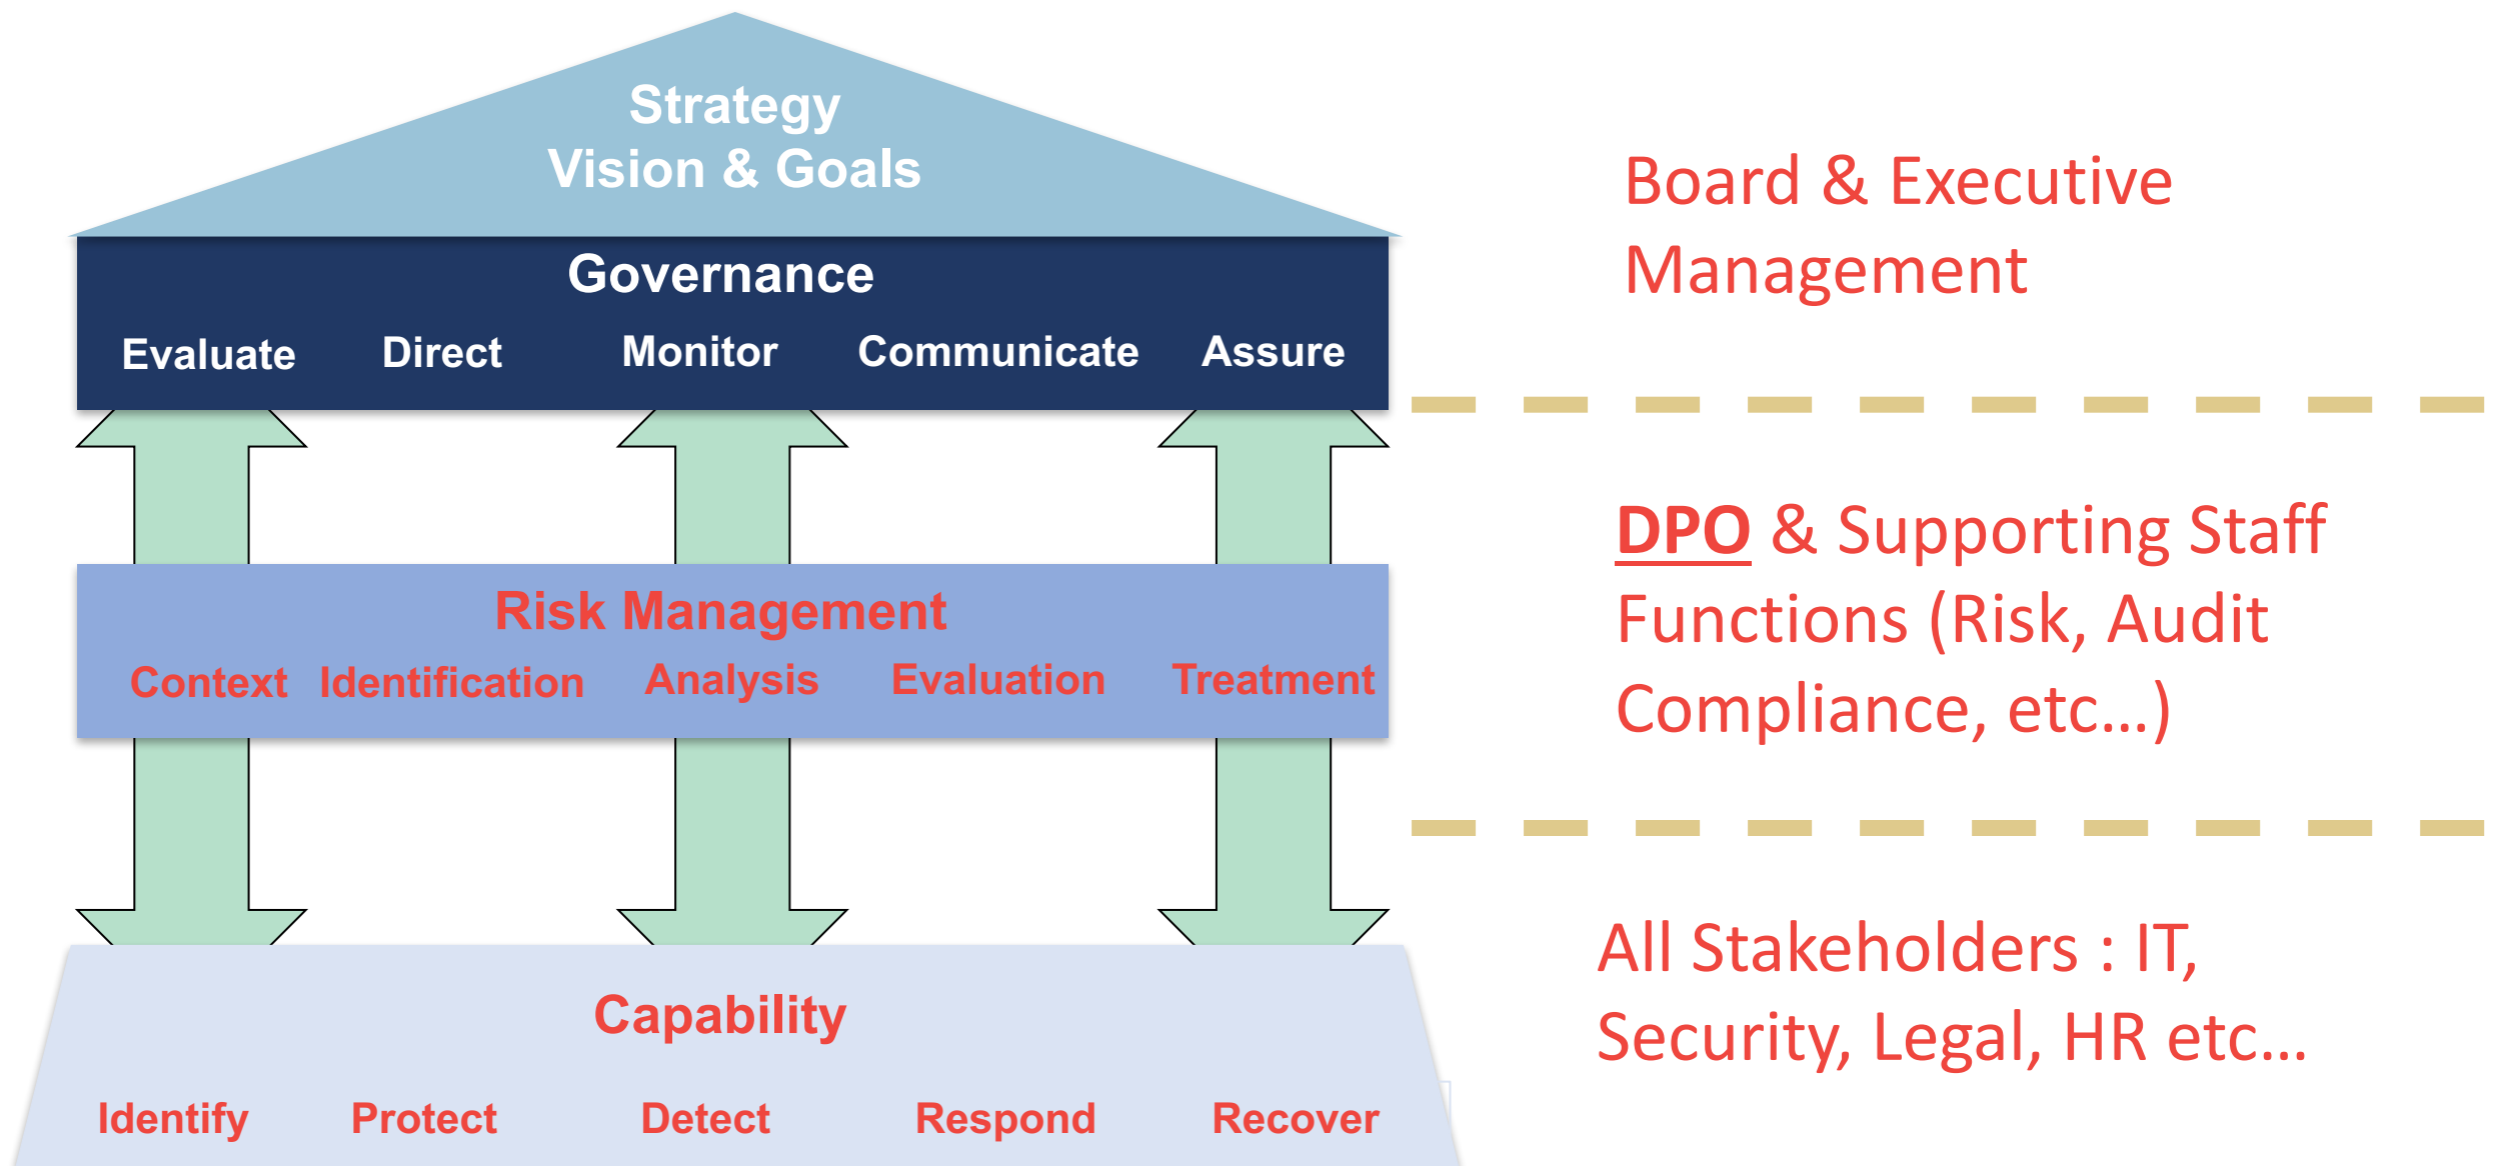 Strategy
Vision & Goals
Governance
Evaluate Direct Monitor Communicate Assure
Board & Executive
Management
Risk Management
Context Identification Analysis Evaluation Treatment
DPO & Supporting Staff
Functions (Risk, Audit
Compliance, etc...)
Capability
Identify Protect Detect Respond Recover
All Stakeholders : IT,
Security, Legal, HR etc...